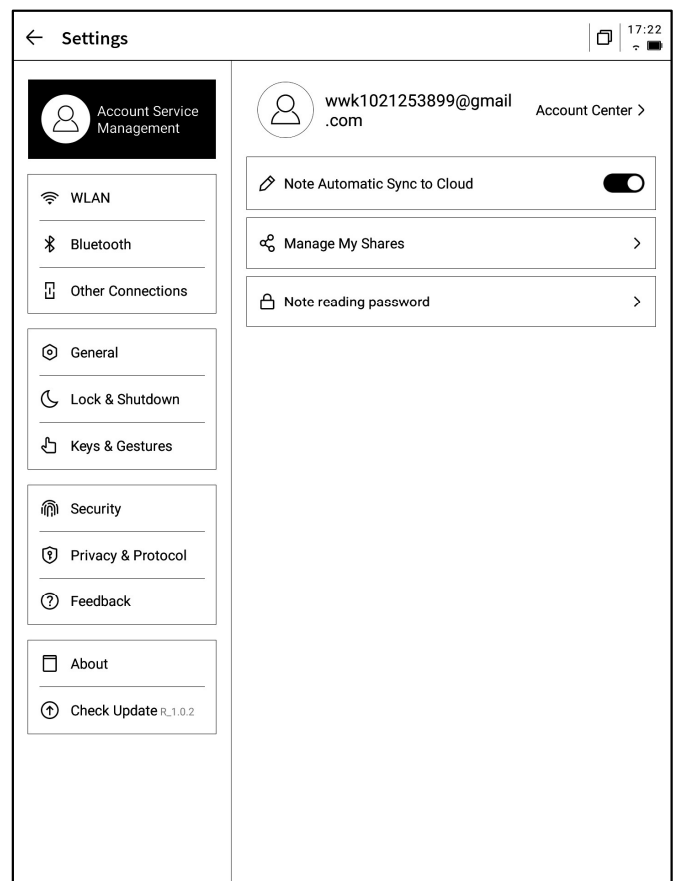 Settings
17:22
Account Service
Management
WLAN
Bluetooth
Other Connections
General
Lock & Shutdown
Keys & Gestures
Security
Privacy & Protocol
Feedback
About
Check Update R_1.0.2
wwk1021253899@gmail
.com
Account Center >
Note Automatic Sync to Cloud
Manage My Shares
Note reading password